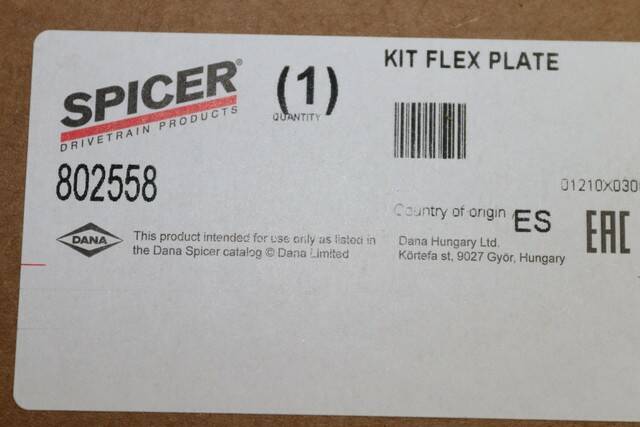 SPICER®
DRIVETRAIN PRODUCTS
(1)
QUANTITY
KIT FLEX PLATE
802558
01210X030
Country of origin ES
EAC
DANA
This product intended for use only as listed in
the Dana Spicer catalog © Dana Limited
Dana Hungary Ltd.
Körtefa st, 9027 Györ, Hungary